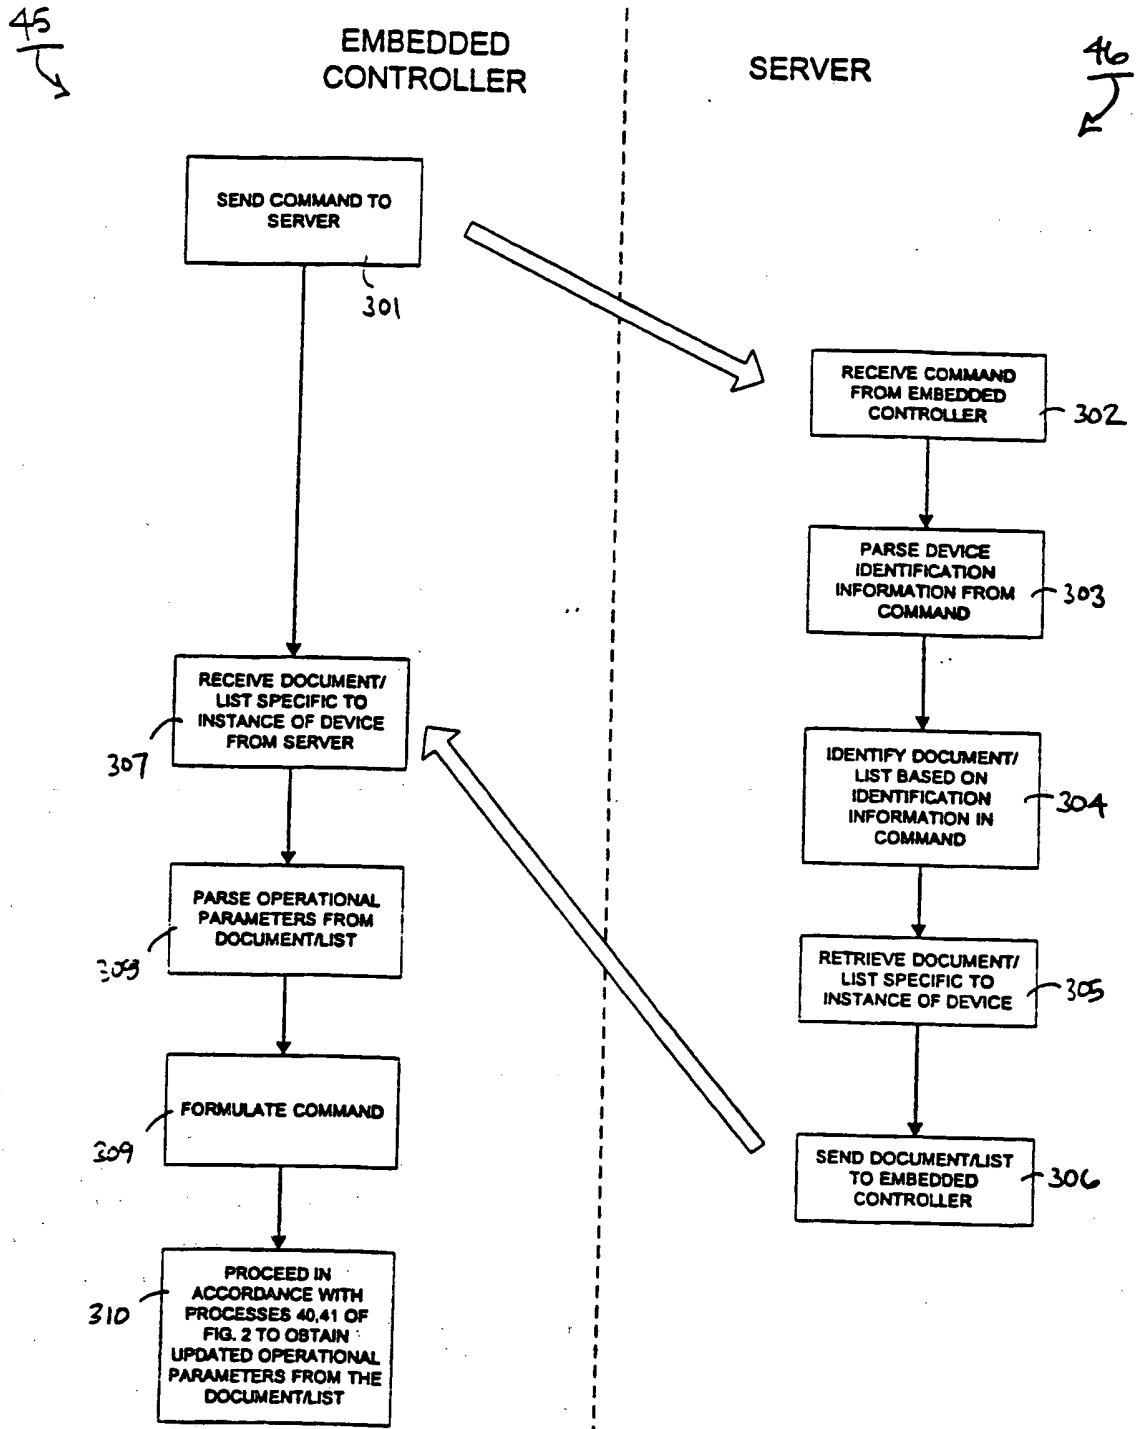 45
EMBEDDED
CONTROLLER
SERVER
46
SEND COMMAND TO
SERVER
301
RECEIVE COMMAND
FROM EMBEDDED
CONTROLLER
302
PARSE DEVICE
IDENTIFICATION
INFORMATION FROM
COMMAND
303
RECEIVE DOCUMENT/
LIST SPECIFIC TO
INSTANCE OF DEVICE
FROM SERVER
307
IDENTIFY DOCUMENT/
LIST BASED ON
IDENTIFICATION
INFORMATION IN
COMMAND
304
PARSE OPERATIONAL
PARAMETERS FROM
DOCUMENT/LIST
308
RETRIEVE DOCUMENT/
LIST SPECIFIC TO
INSTANCE OF DEVICE
305
FORMULATE COMMAND
309
SEND DOCUMENT/LIST
TO EMBEDDED
CONTROLLER
306
PROCEED IN
ACCORDANCE WITH
PROCESSES 40,41 OF
FIG. 2 TO OBTAIN
UPDATED OPERATIONAL
PARAMETERS FROM THE
DOCUMENT/LIST
310